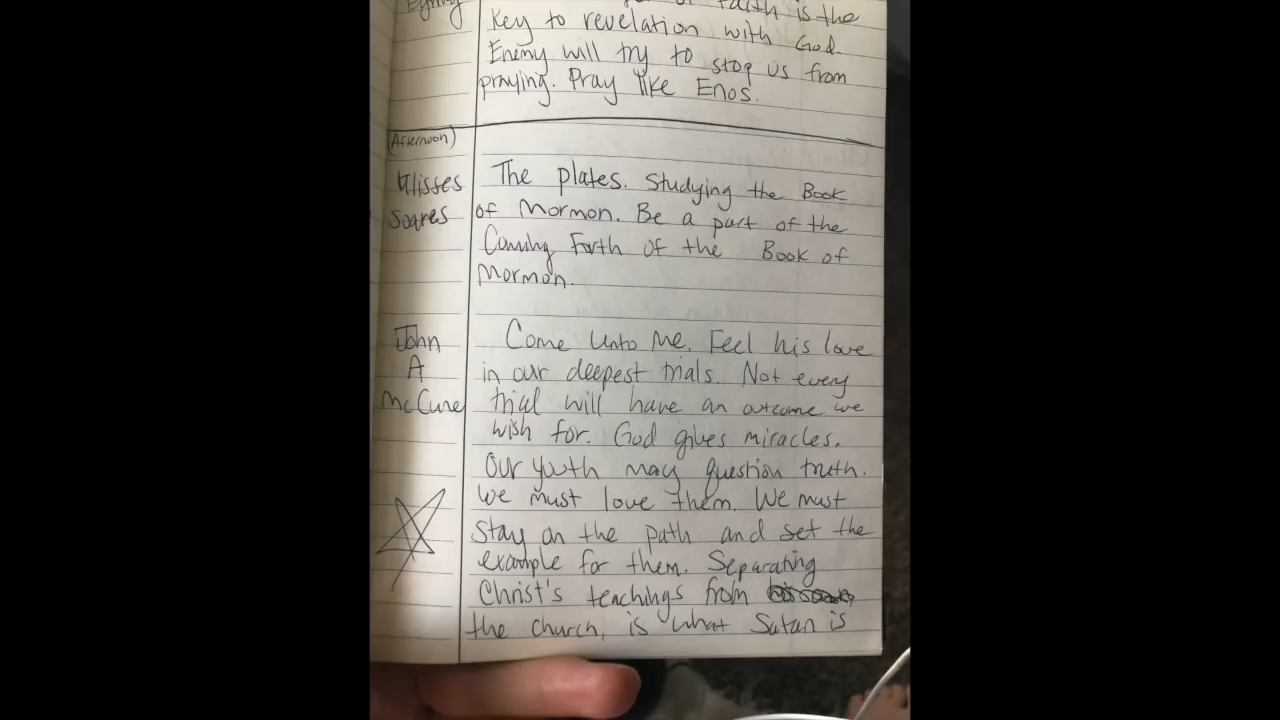 Faith is the
Key to revelation with God.
Enemy will try to stop us from
praying. Pray like Enos.
(Afternoon)
Ulisses
Soares
The plates. Studying the Book
of Mormon. Be a part of the
Coming Forth of the Book of
Mormon.
John
A
McCune
Come Unto Me. Feel his love
in our deepest trials. Not every
trial will have an outcome we
wish for. God gives miracles.
Our youth may question truth.
We must love them. We must
stay on the path and set the
example for them. Separating
Christ's teachings from
the church, is what Satan is